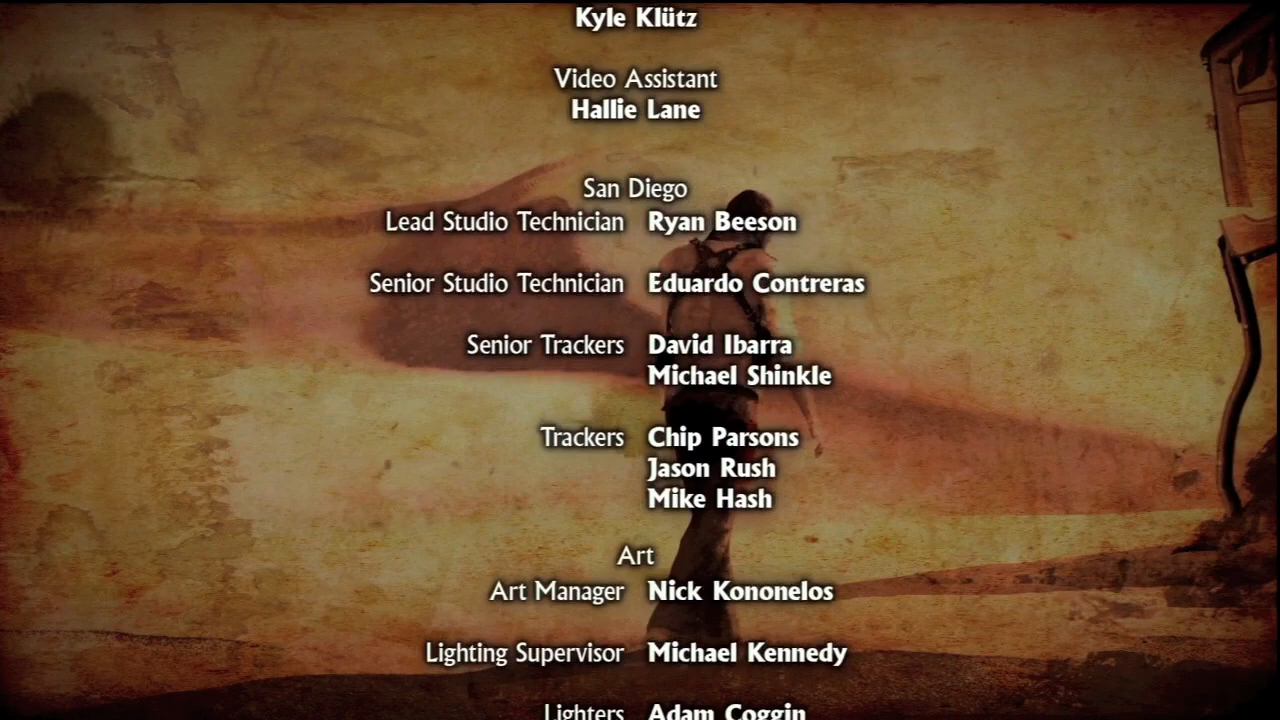 Kyle Klütz
Video Assistant
Hallie Lane
San Diego
Lead Studio Technician Ryan Beeson
Senior Studio Technician Eduardo Contreras
Senior Trackers David Ibarra
Michael Shinkle
Trackers Chip Parsons
Jason Rush
Mike Hash
Art
Art Manager Nick Kononelos
Lighting Supervisor Michael Kennedy
Lighters Adam Coggin